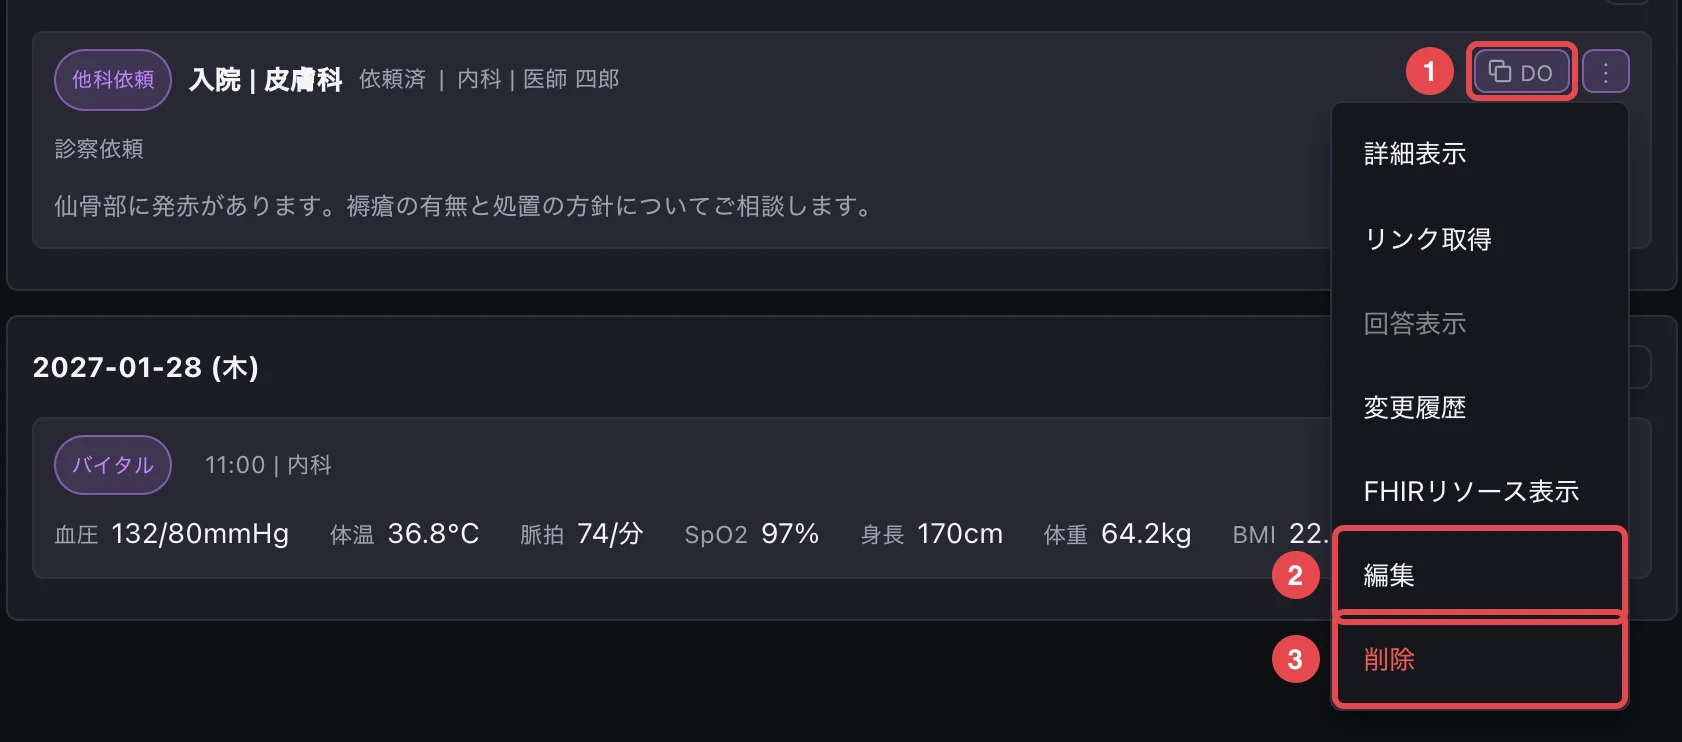 他科依頼 入院 | 皮膚科 依頼済 | 内科 | 医師 四郎 1 DO
診察依頼
仙骨部に発赤があります。褥瘡の有無と処置の方針についてご相談します。
詳細表示
リンク取得
回答表示
変更履歴
FHIRリソース表示
2 編集
3 削除
2027-01-28 (木)
バイタル 11:00 | 内科
血圧 132/80mmHg 体温 36.8°C 脈拍 74/分 SpO2 97% 身長 170cm 体重 64.2kg BMI 22.